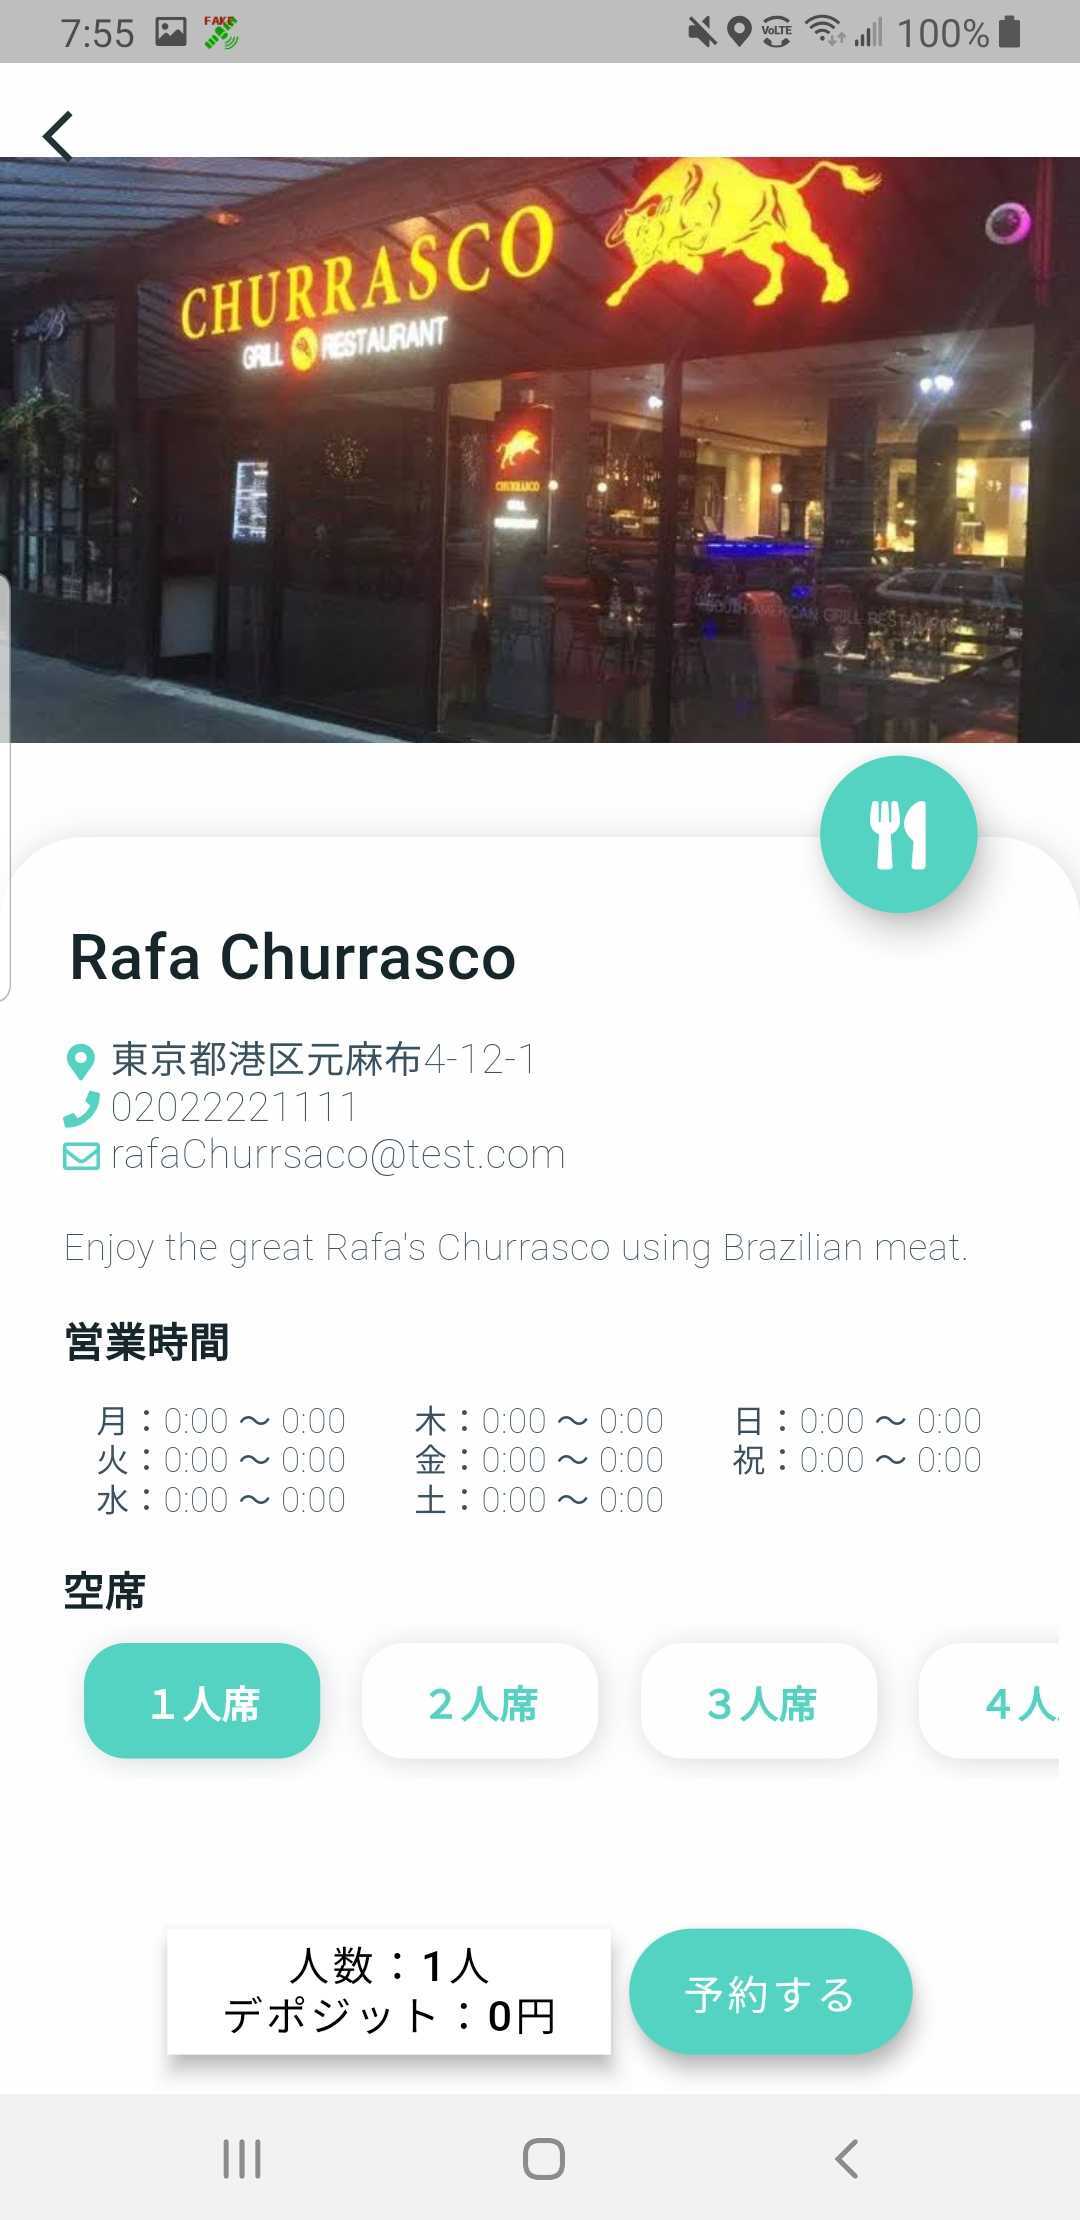 7:55
FAKE
VoLTE
100%
CHURRASCO
GRILL RESTAURANT
CHURRASCO
GRILL
RESTAURANT
SOUTH AMERICAN GRILL RESTAURANT
Rafa Churrasco
東京都港区元麻布4-12-1
02022221111
rafaChurrsaco@test.com
Enjoy the great Rafa's Churrasco using Brazilian meat.
営業時間
月：0:00 〜 0:00 木：0:00 〜 0:00 日：0:00 〜 0:00
火：0:00 〜 0:00 金：0:00 〜 0:00 祝：0:00 〜 0:00
水：0:00 〜 0:00 土：0:00 〜 0:00
空席
１人席 ２人席 ３人席 ４人
人数：1人
デポジット：0円
予約する